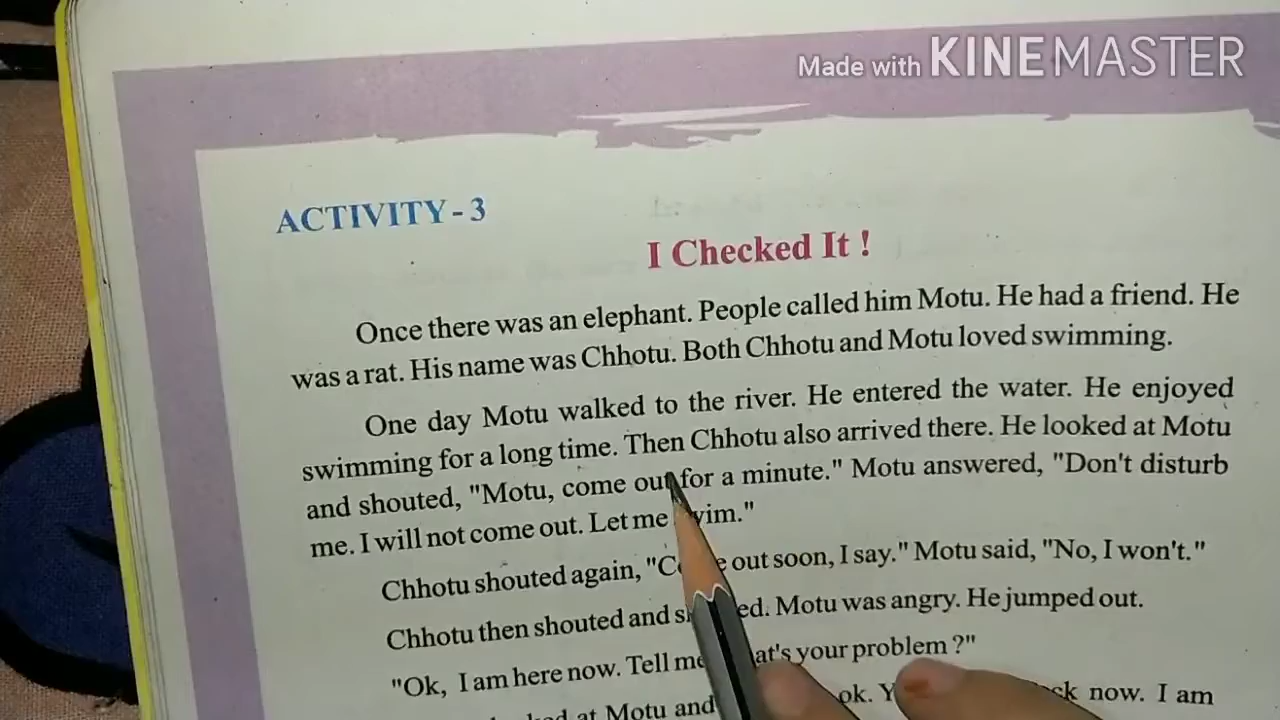 Made with KINEMASTER
ACTIVITY - 3
I Checked It !
Once there was an elephant. People called him Motu. He had a friend. He
was a rat. His name was Chhotu. Both Chhotu and Motu loved swimming.
One day Motu walked to the river. He entered the water. He enjoyed
swimming for a long time. Then Chhotu also arrived there. He looked at Motu
and shouted, "Motu, come out for a minute." Motu answered, "Don't disturb
me. I will not come out. Let me swim."
Chhotu shouted again, "Come out soon, I say." Motu said, "No, I won't."
Chhotu then shouted and Motu was angry. He jumped out.
"Ok, I am here now. Tell me What's your problem ?"
at Motu and ok. now. I am